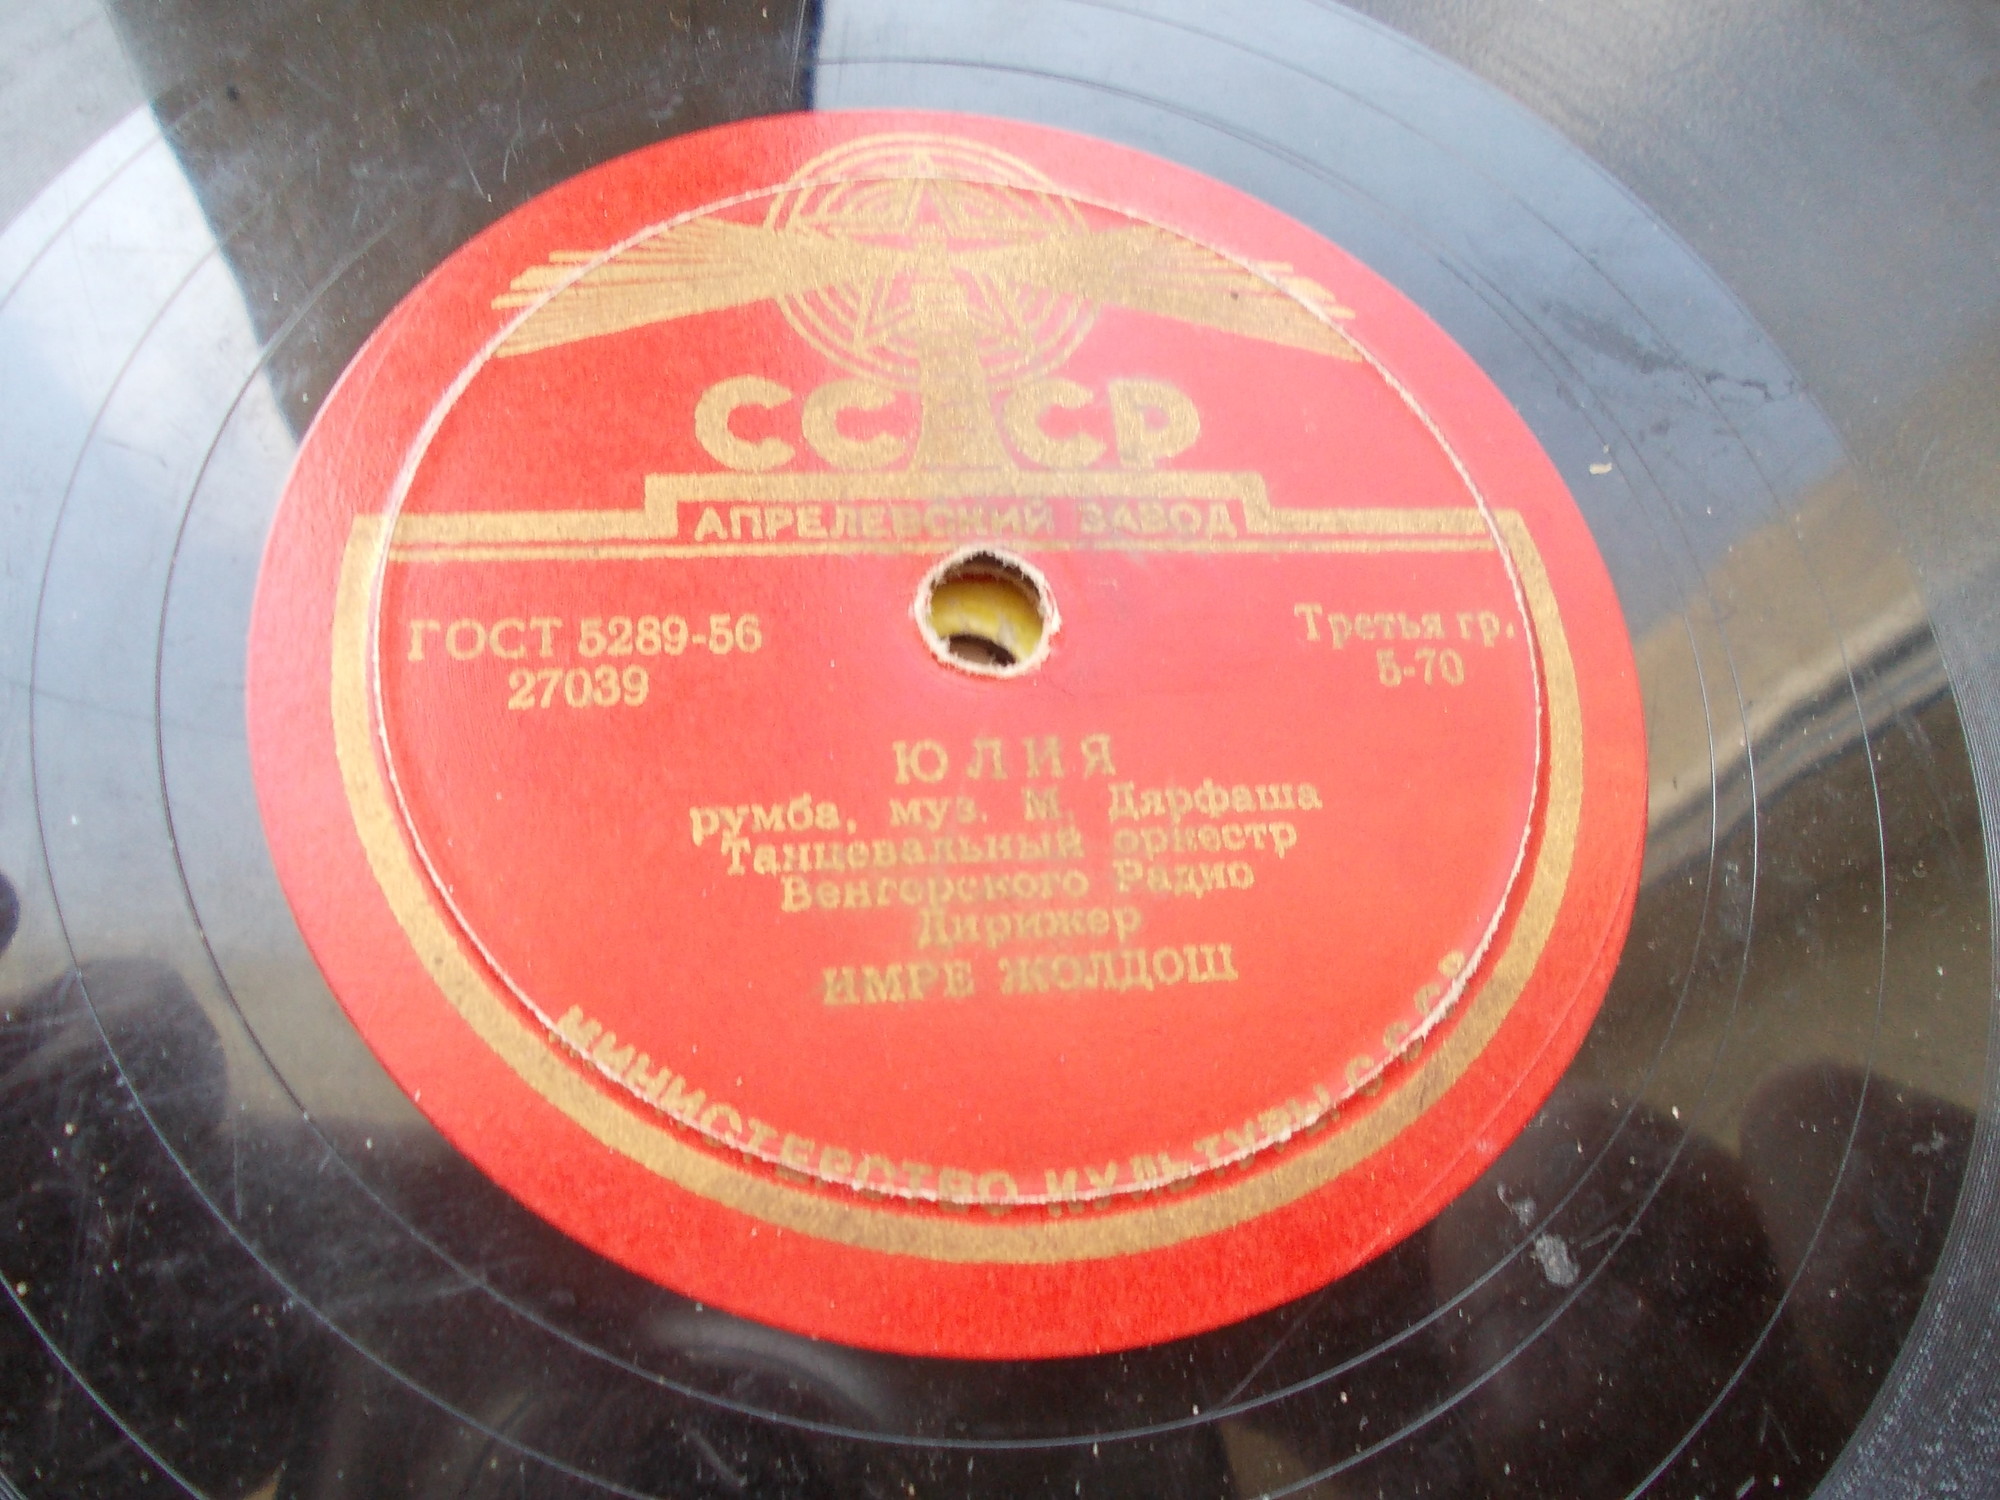 СССР
АПРЕЛЕВСКИЙ ЗАВОД
ГОСТ 5289-56
27039
Третья гр.
5-70
ЮЛИЯ
румба, муз. М. Дярфаша
Танцевальный оркестр
Венгорского Радио
Дирижер
ИМРЕ ЖОЛДОШ
МИНИСТЕРСТВО КУЛЬТУРЫ С.С.С.Р.